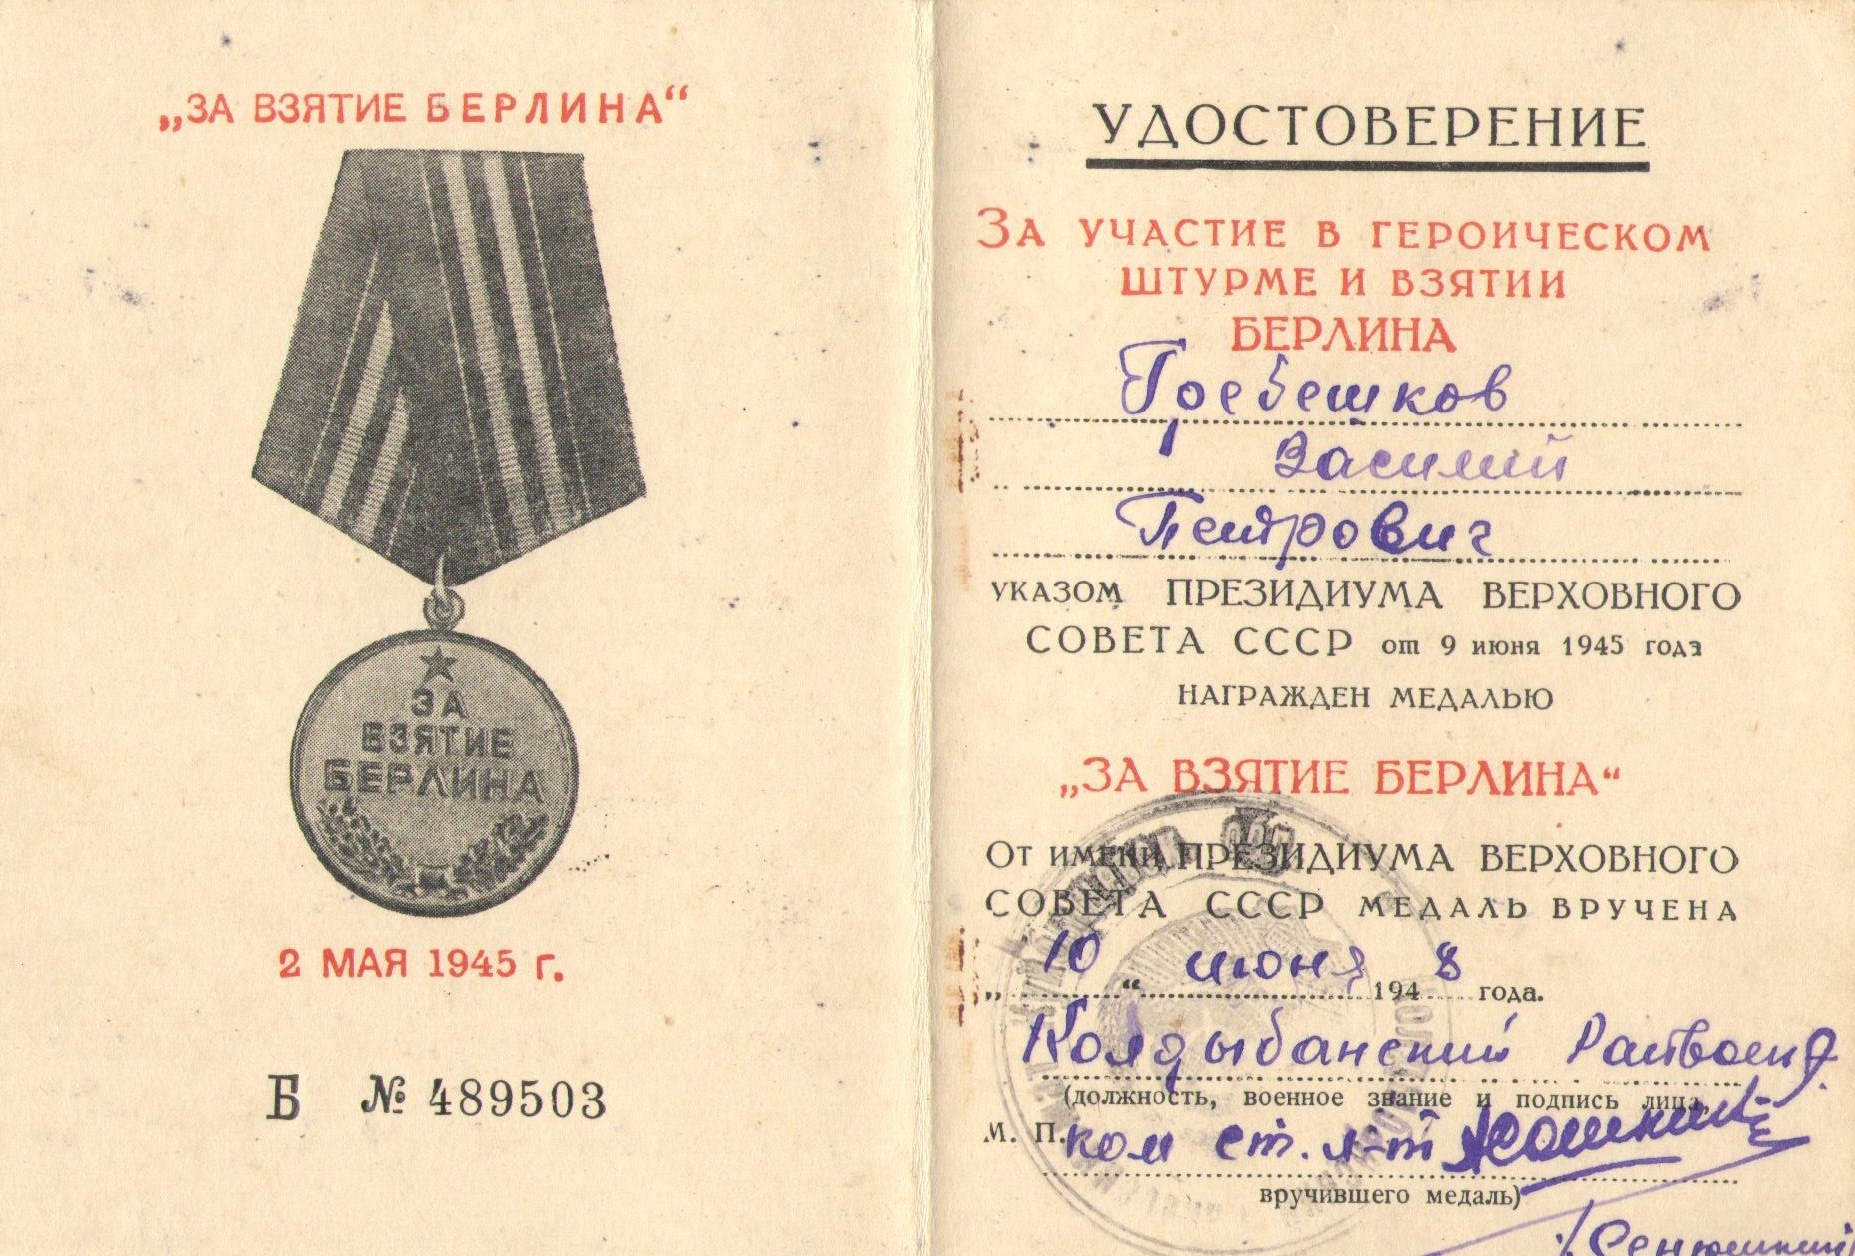 „ЗА ВЗЯТИЕ БЕРЛИНА“
ЗА
ВЗЯТИЕ
БЕРЛИНА
2 МАЯ 1945 г.
Б № 489503
УДОСТОВЕРЕНИЕ
ЗА УЧАСТИЕ В ГЕРОИЧЕСКОМ
ШТУРМЕ И ВЗЯТИИ
БЕРЛИНА
Гребешков
Василий
Петрович
УКАЗОМ ПРЕЗИДИУМА ВЕРХОВНОГО
СОВЕТА СССР от 9 июня 1945 года
НАГРАЖДЕН МЕДАЛЬЮ
„ЗА ВЗЯТИЕ БЕРЛИНА“
ОТ ИМЕНИ ПРЕЗИДИУМА ВЕРХОВНОГО
СОВЕТА СССР МЕДАЛЬ ВРУЧЕНА
„10“ июня 1948 года.
Колдыбанский Райвоен
(должность, военное звание и подпись лица,
М. П. ком ст. л-т
вручившего медаль)